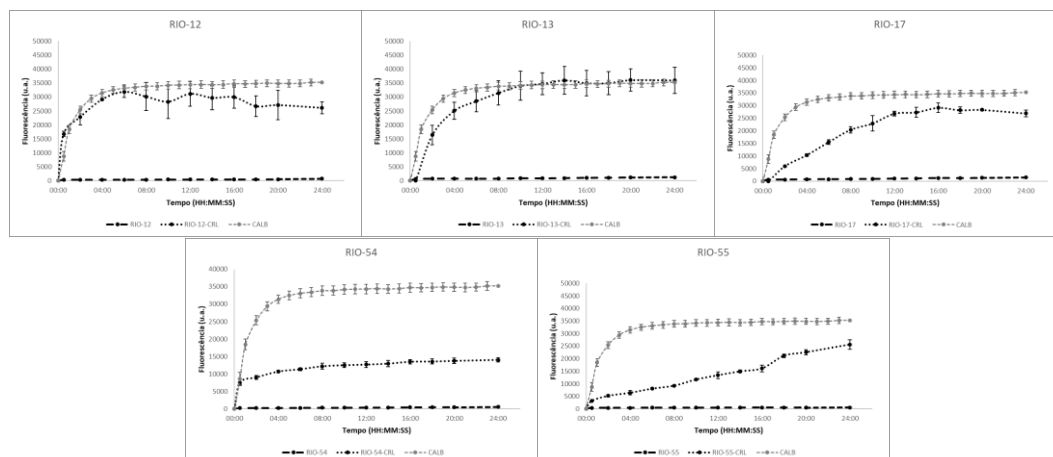 RIO-12
Fluorescência (u.a.)
50000
45000
40000
35000
30000
25000
20000
15000
10000
5000
0
00:00 04:00 08:00 12:00 16:00 20:00 24:00
Tempo (HH:MM:SS)
RIO-12 RIO-12-CRL CALB
RIO-13
Fluorescência (u.a.)
50000
45000
40000
35000
30000
25000
20000
15000
10000
5000
0
00:00 04:00 08:00 12:00 16:00 20:00 24:00
Tempo (HH:MM:SS)
RIO-13 RIO-13-CRL CALB
RIO-17
Fluorescência (u.a.)
50000
45000
40000
35000
30000
25000
20000
15000
10000
5000
0
00:00 04:00 08:00 12:00 16:00 20:00 24:00
Tempo (HH:MM:SS)
RIO-17 RIO-17-CRL CALB
RIO-54
Fluorescência (u.a.)
40000
35000
30000
25000
20000
15000
10000
5000
0
00:00 04:00 08:00 12:00 16:00 20:00 24:00
Tempo (HH:MM:SS)
RIO-54 RIO-54-CRL CALB
RIO-55
Fluorescência (u.a.)
50000
45000
40000
35000
30000
25000
20000
15000
10000
5000
0
00:00 04:00 08:00 12:00 16:00 20:00 24:00
Tempo (HH:MM:SS)
RIO-55 RIO-55-CRL CALB